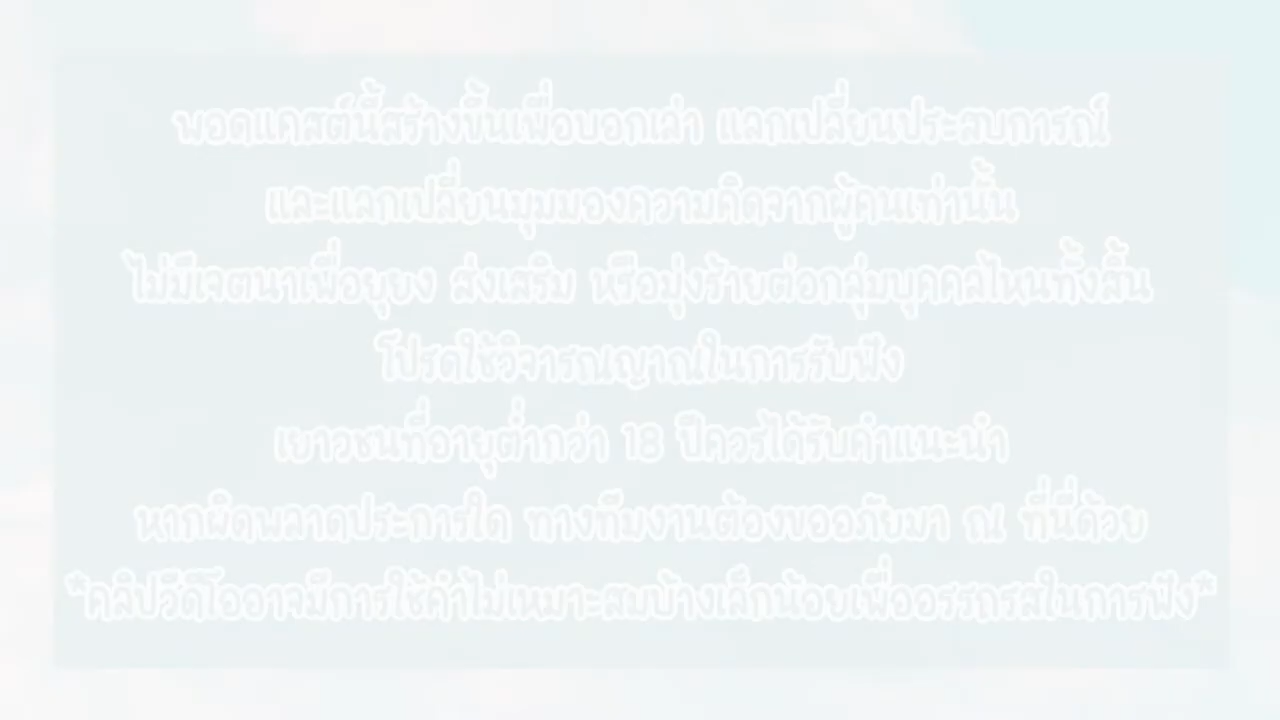 พอดแคสต์นี้สร้างขึ้นเพื่อบอกเล่า แลกเปลี่ยนประสบการณ์
และแลกเปลี่ยนมุมมองความคิดจากผู้คนเท่านั้น
ไม่มีเจตนาเพื่อยุยง ส่งเสริม หรือมุ่งร้ายต่อกลุ่มบุคคลไหนทั้งสิ้น
โปรดใช้วิจารณญาณในการรับฟัง
เยาวชนที่อายุต่ำกว่า 18 ปีควรได้รับคำแนะนำ
หากผิดพลาดประการใด ทางทีมงานต้องขออภัยมา ณ ที่นี่ด้วย
*คลิปวีดีโออาจมีการใช้คำไม่เหมาะสมบ้างเล็กน้อยเพื่ออรรถรสในการฟัง*